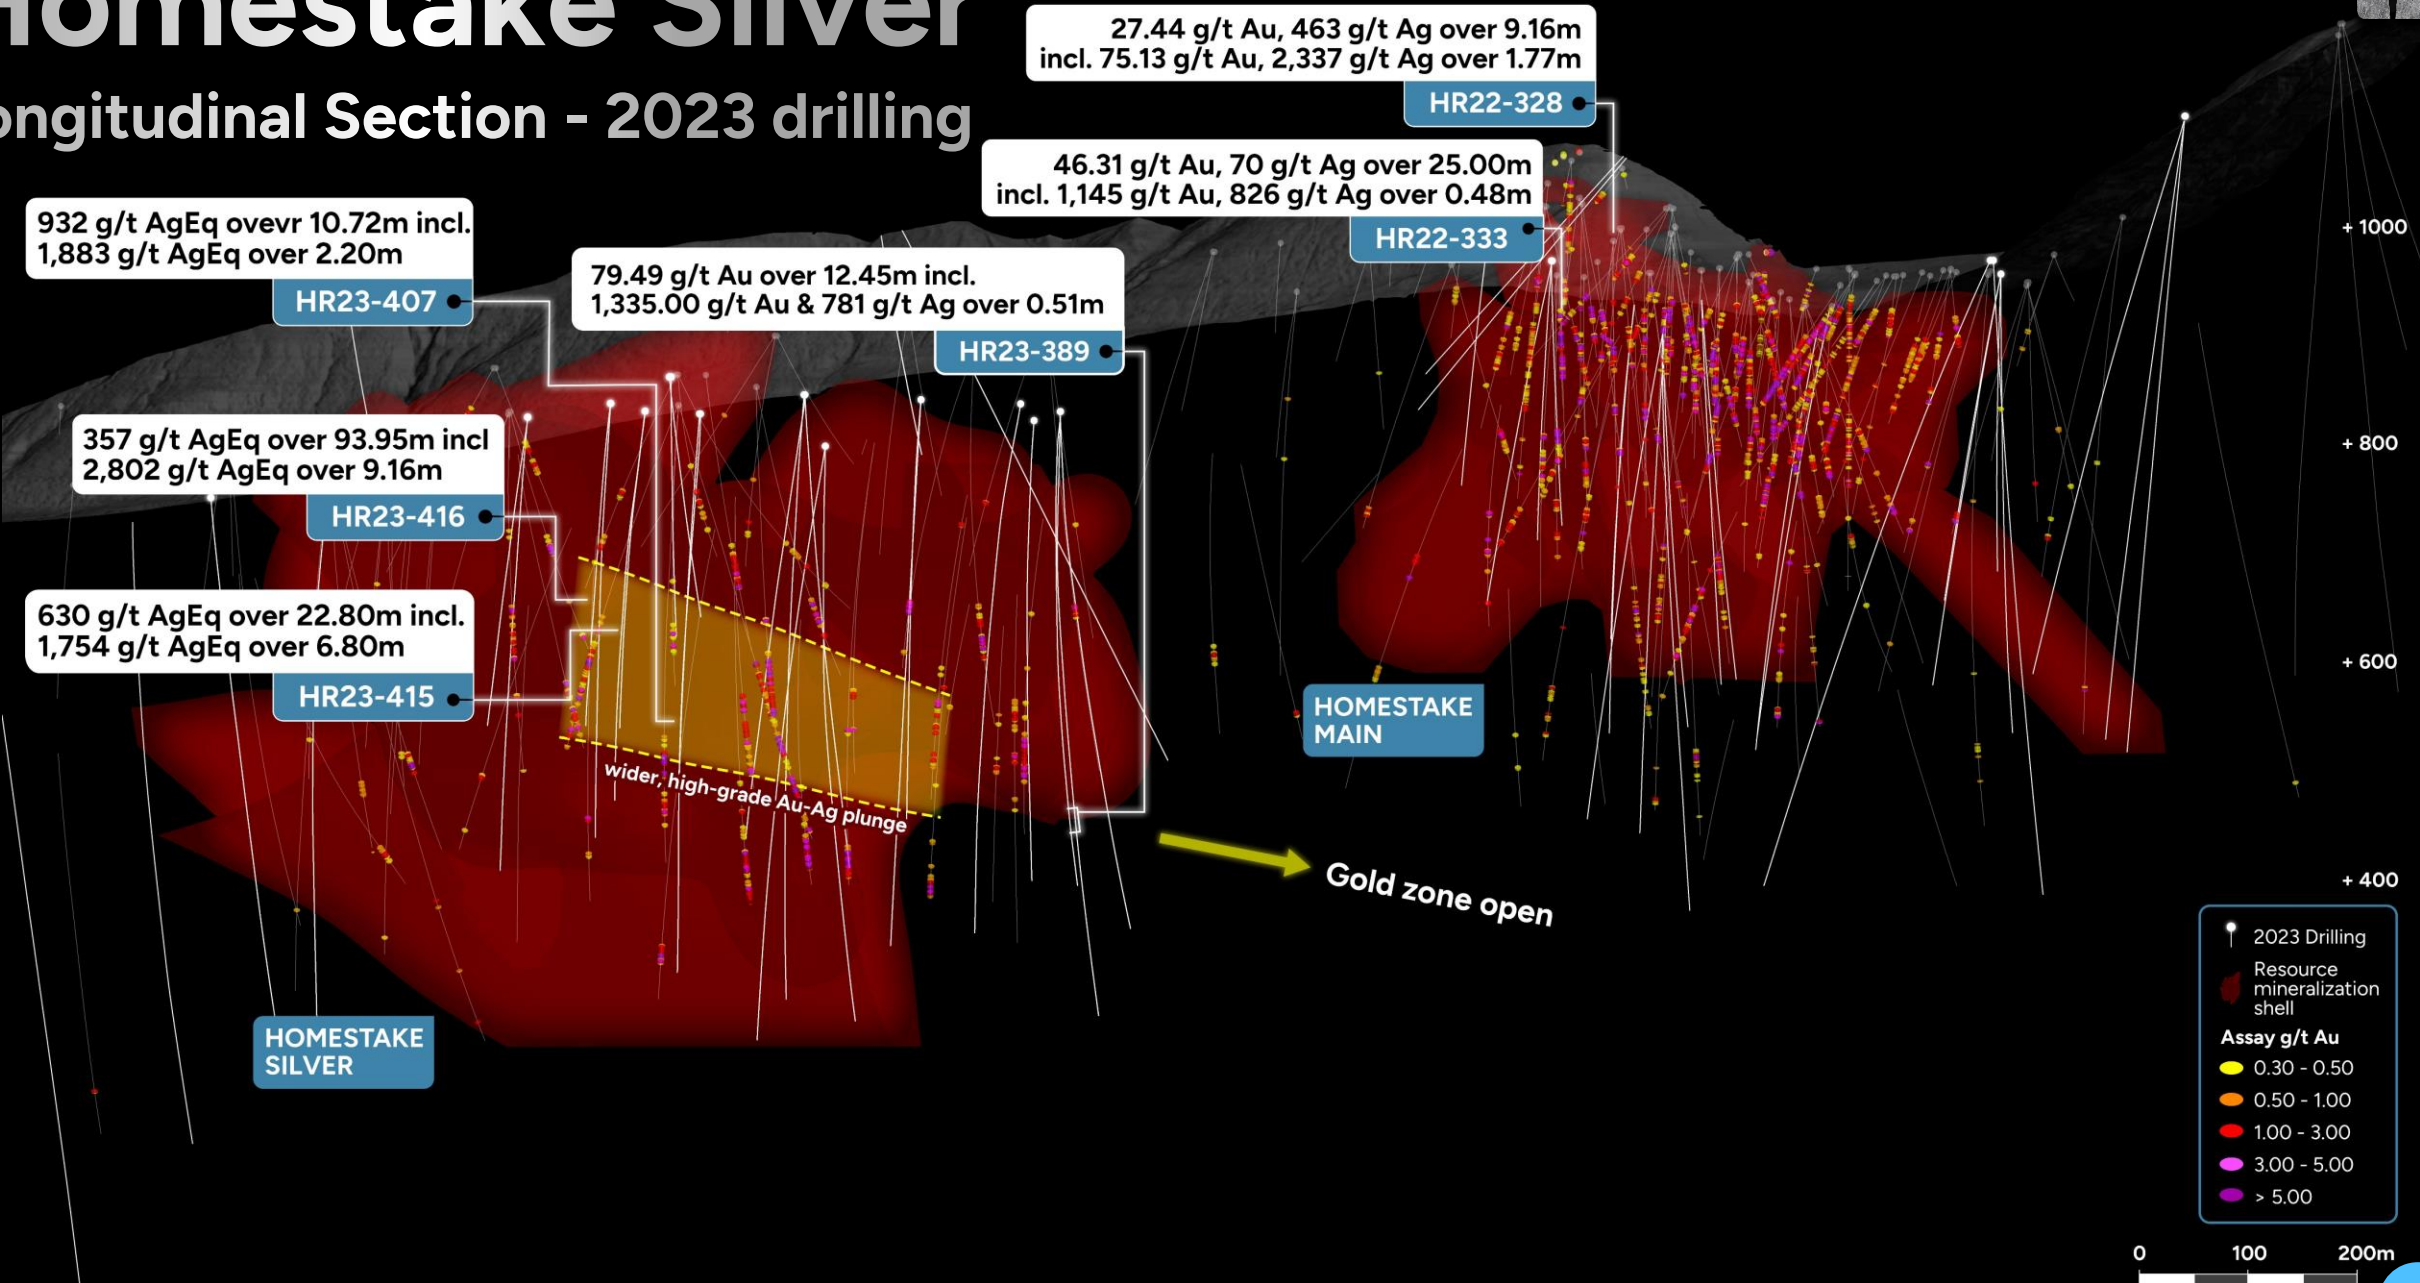 Homestake Silver
ongitudinal Section - 2023 drilling
27.44 g/t Au, 463 g/t Ag over 9.16m
incl. 75.13 g/t Au, 2,337 g/t Ag over 1.77m
HR22-328
46.31 g/t Au, 70 g/t Ag over 25.00m
incl. 1,145 g/t Au, 826 g/t Ag over 0.48m
HR22-333
932 g/t AgEq ovevr 10.72m incl.
1,883 g/t AgEq over 2.20m
HR23-407
79.49 g/t Au over 12.45m incl.
1,335.00 g/t Au & 781 g/t Ag over 0.51m
HR23-389
357 g/t AgEq over 93.95m incl
2,802 g/t AgEq over 9.16m
HR23-416
630 g/t AgEq over 22.80m incl.
1,754 g/t AgEq over 6.80m
HR23-415
wider, high-grade Au-Ag plunge
HOMESTAKE
MAIN
Gold zone open
HOMESTAKE
SILVER
+ 1000
+ 800
+ 600
+ 400
2023 Drilling
Resource
mineralization
shell
Assay g/t Au
0.30 - 0.50
0.50 - 1.00
1.00 - 3.00
3.00 - 5.00
> 5.00
0 100 200m